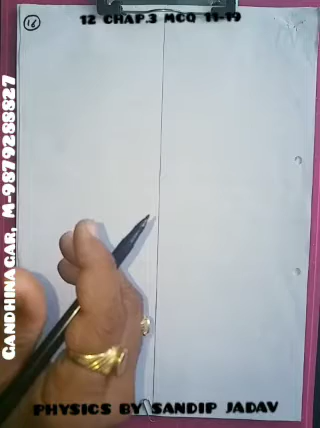 16
12 CHAP.3 MCQ 11-19
GANDHINAGAR, M-9879288827
PHYSICS BY SANDIP JADAV